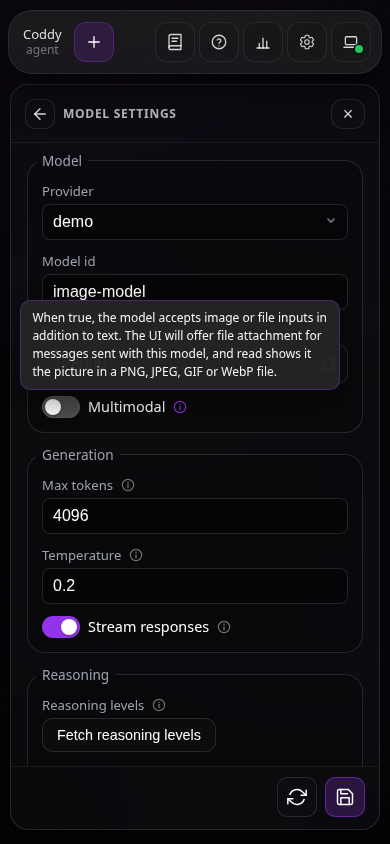 Coddy
agent
MODEL SETTINGS
Model
Provider
demo
Model id
image-model
When true, the model accepts image or file inputs in
addition to text. The UI will offer file attachment for
messages sent with this model, and read shows it
the picture in a PNG, JPEG, GIF or WebP file.
Multimodal
Generation
Max tokens
4096
Temperature
0.2
Stream responses
Reasoning
Reasoning levels
Fetch reasoning levels